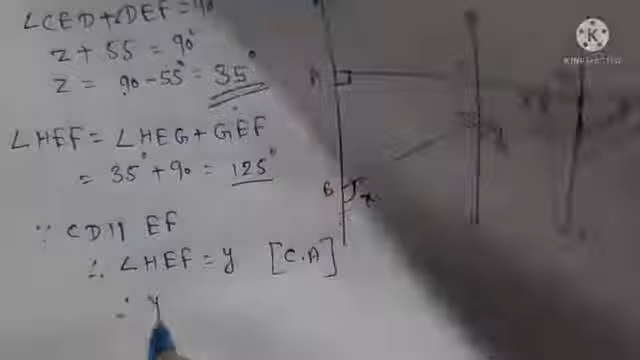 ∠CED+∠DEF=90°
z + 55 = 90°
z = 90 - 55° = 35°
∠HEF = ∠HEG + GEF
= 35° + 90 = 125°
∵ CD || EF
∴ ∠HEF = y [C.A]
∴ y
A
B
x
K
KINEMASTER